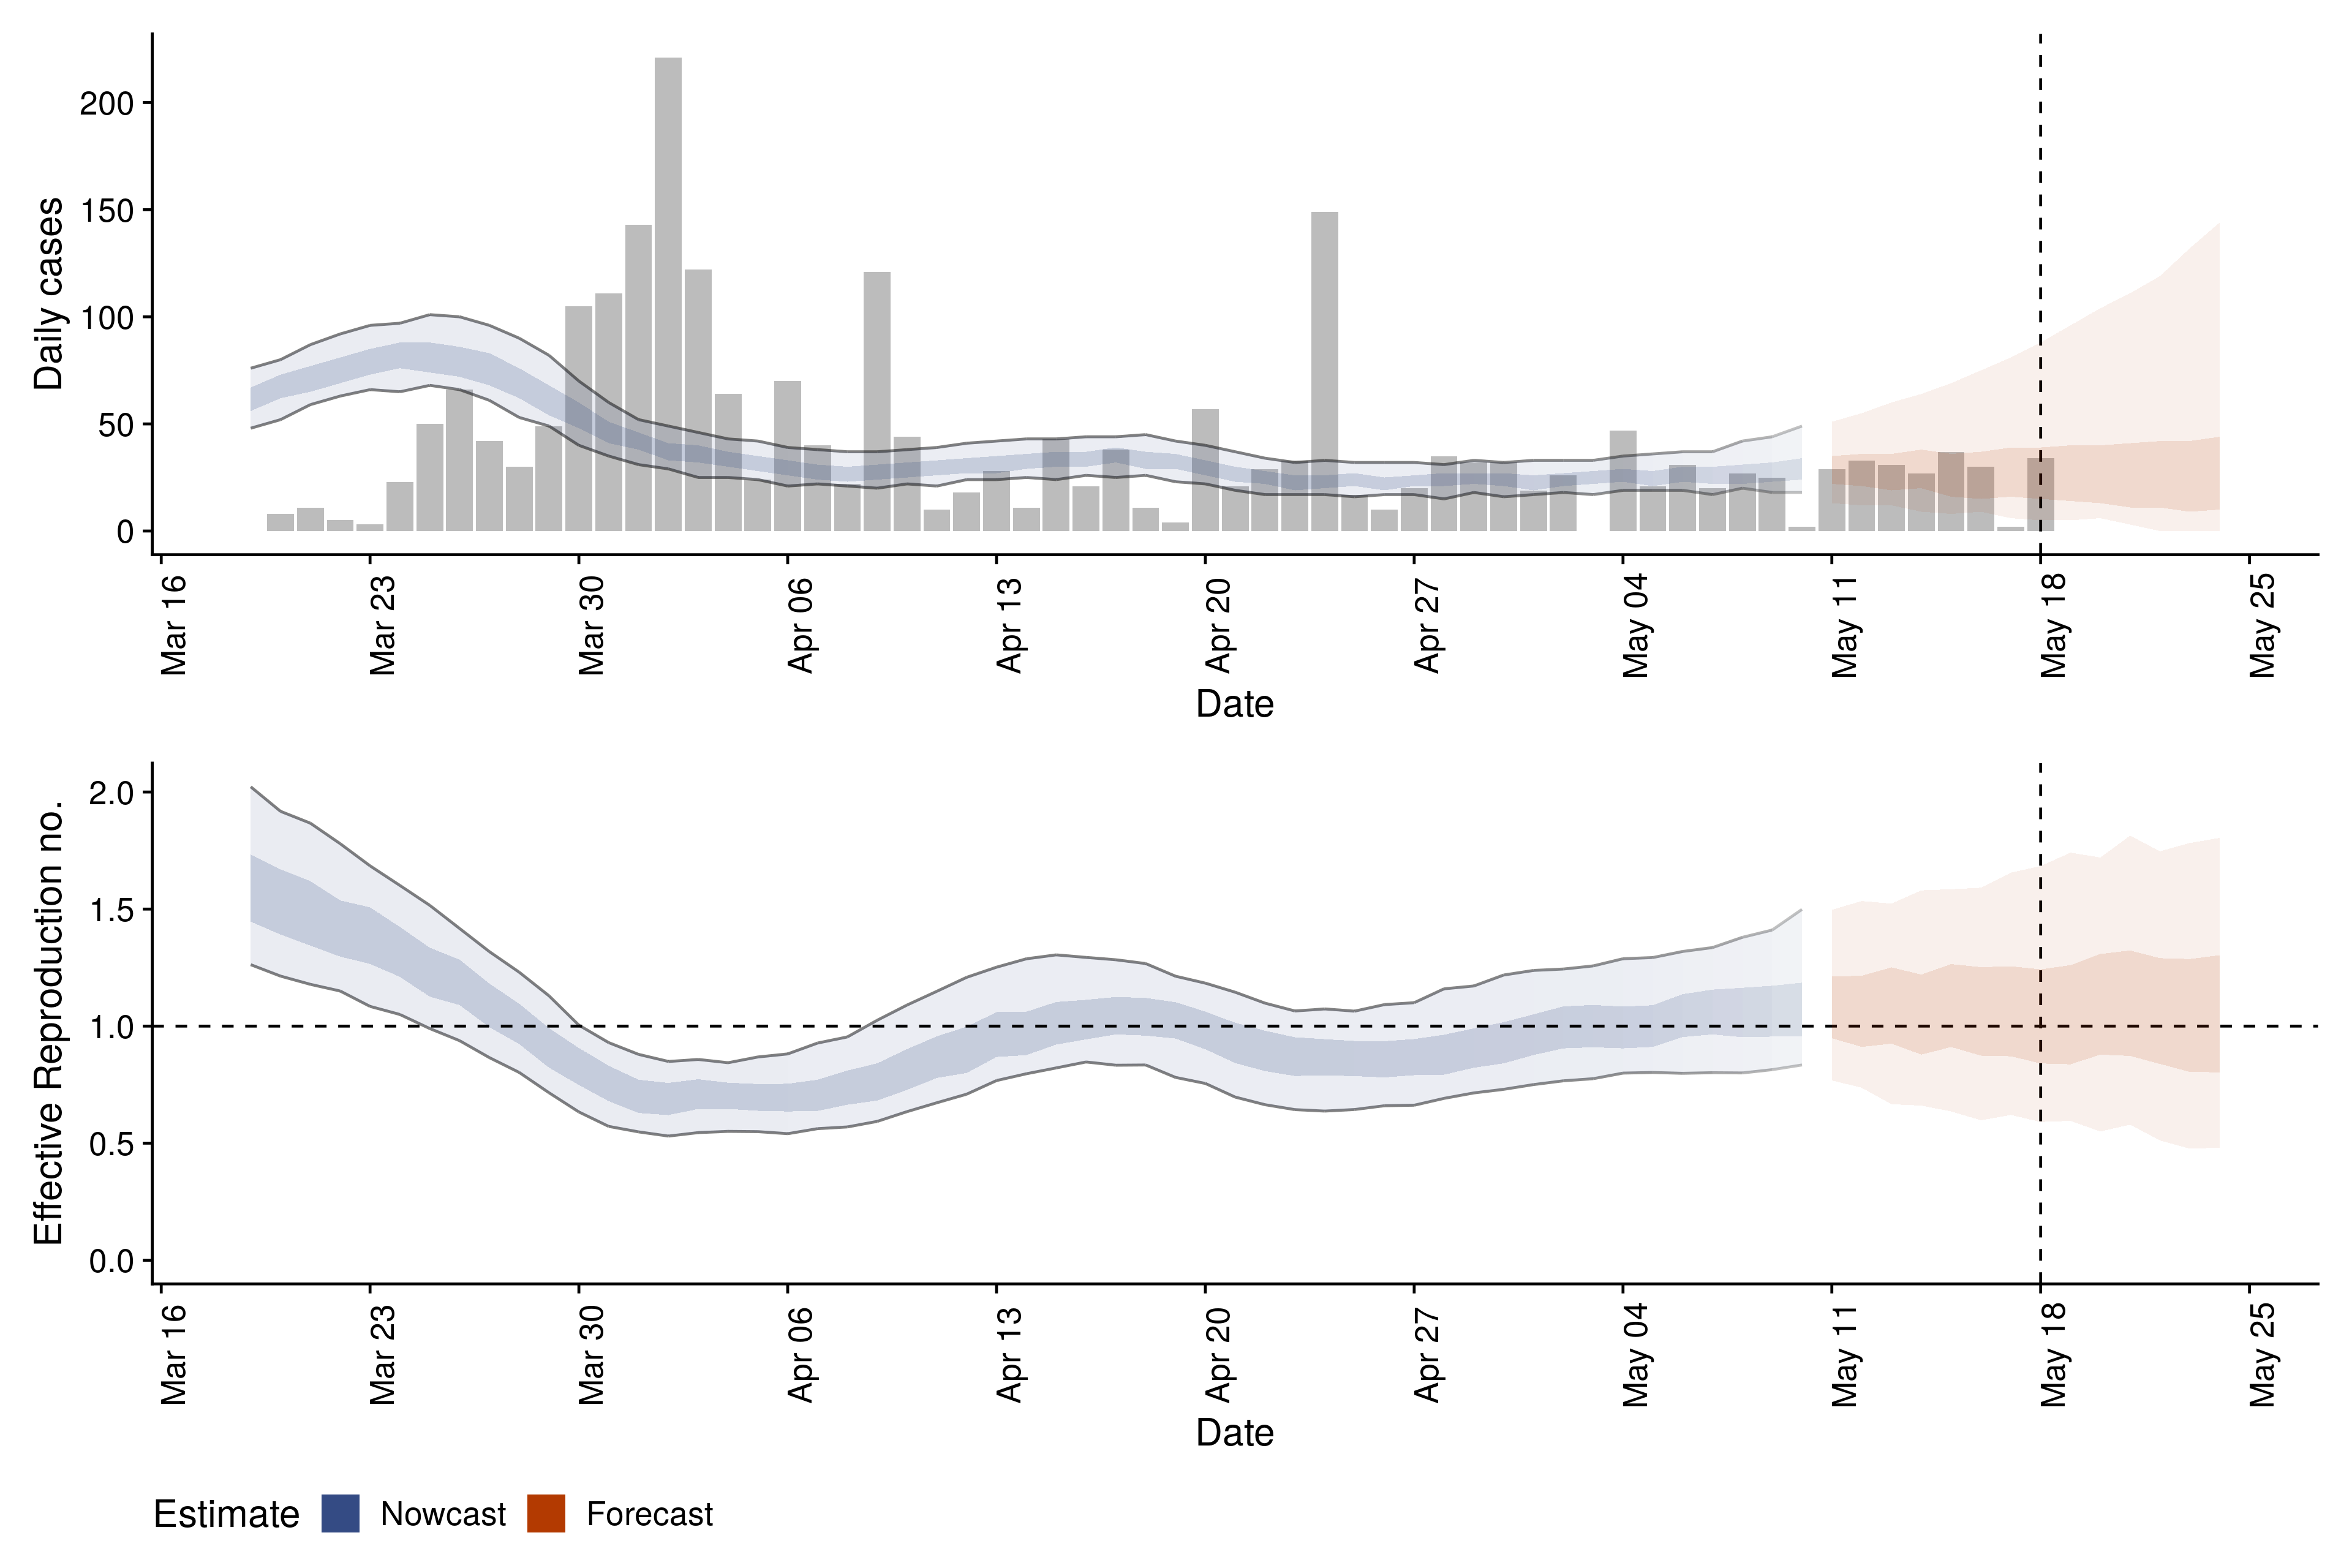 Daily cases
200
150
100
50
0
Mar 16
Mar 23
Mar 30
Apr 06
Apr 13
Apr 20
Apr 27
May 04
May 11
May 18
May 25
Date
Effective Reproduction no.
2.0
1.5
1.0
0.5
0.0
Mar 16
Mar 23
Mar 30
Apr 06
Apr 13
Apr 20
Apr 27
May 04
May 11
May 18
May 25
Date
Estimate Nowcast Forecast